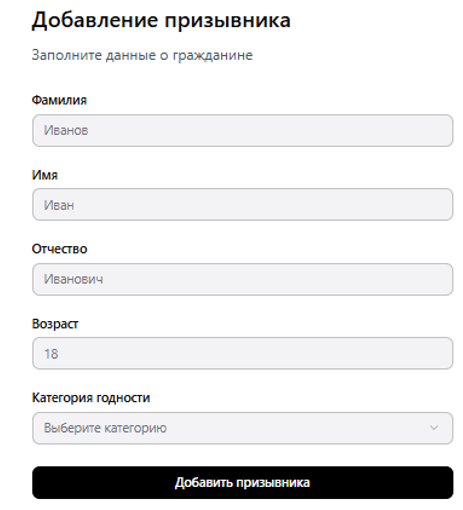 Добавление призывника
Заполните данные о гражданине
Фамилия
Иванов
Имя
Иван
Отчество
Иванович
Возраст
18
Категория годности
Выберите категорию
Добавить призывника